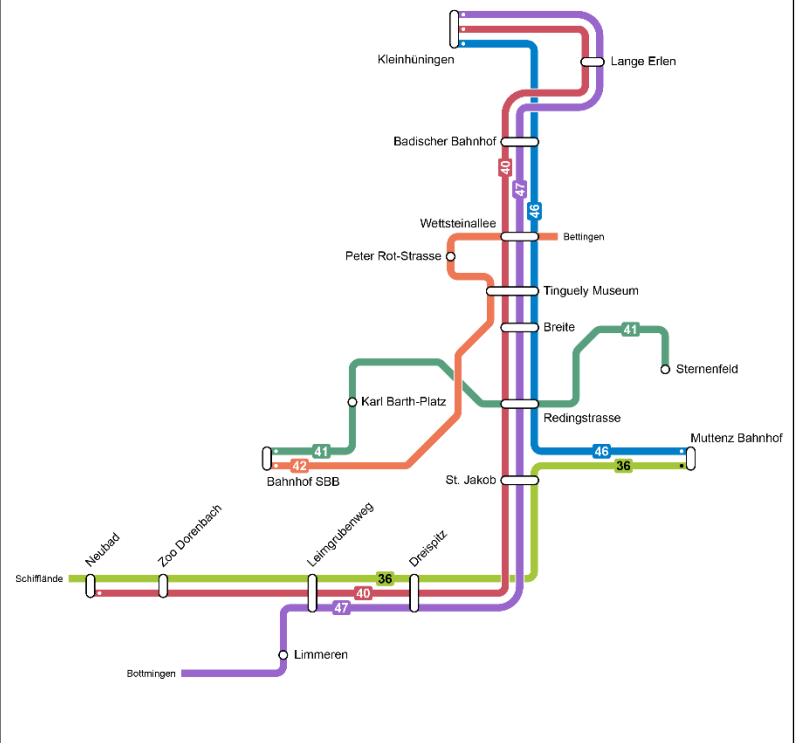 Kleinhüningen
Lange Erlen
Badischer Bahnhof
40
47
46
Wettsteinallee
Bettingen
Peter Rot-Strasse
Tinguely Museum
Breite
41
Sternenfeld
Karl Barth-Platz
Redingstrasse
Muttenz Bahnhof
41
46
42
36
Bahnhof SBB
St. Jakob
Neubad
Zoo Dorenbach
Leimgrubenweg
Dreispitz
Schifflände
36
40
47
Limmeren
Bottmingen